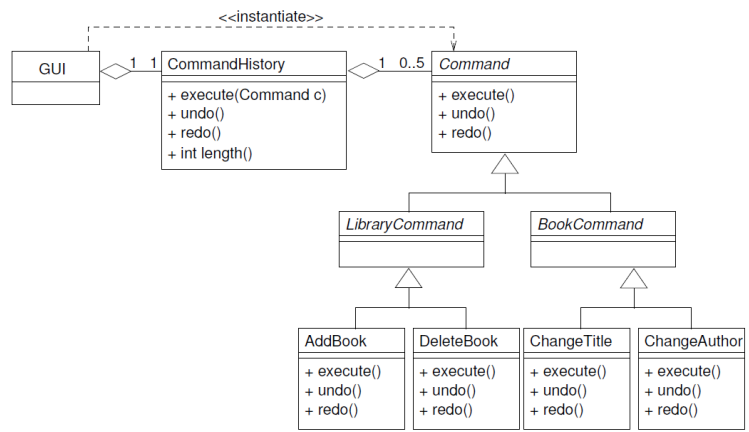 <<instantiate>>
GUI
1 1
CommandHistory
+ execute(Command c)
+ undo()
+ redo()
+ int length()
1 0..5
Command
+ execute()
+ undo()
+ redo()
LibraryCommand
BookCommand
AddBook
+ execute()
+ undo()
+ redo()
DeleteBook
+ execute()
+ undo()
+ redo()
ChangeTitle
+ execute()
+ undo()
+ redo()
ChangeAuthor
+ execute()
+ undo()
+ redo()